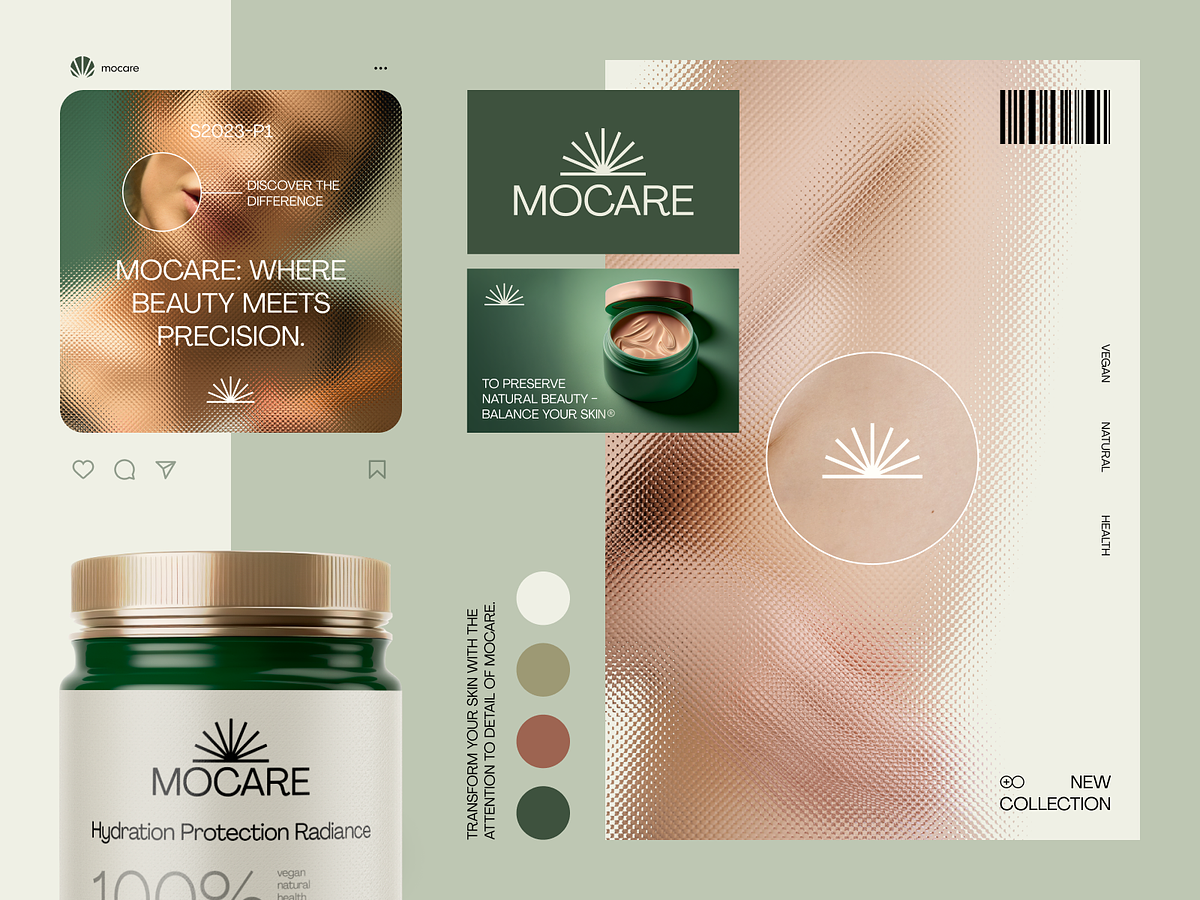 mocare
S2023-P1
DISCOVER THE
DIFFERENCE
MOCARE: WHERE
BEAUTY MEETS
PRECISION.
MOCARE
TO PRESERVE
NATURAL BEAUTY –
BALANCE YOUR SKIN®
VEGAN
NATURAL
HEALTH
NEW
COLLECTION
TRANSFORM YOUR SKIN WITH THE
ATTENTION TO DETAIL OF MOCARE.
MOCARE
Hydration Protection Radiance
100%
vegan
natural
health